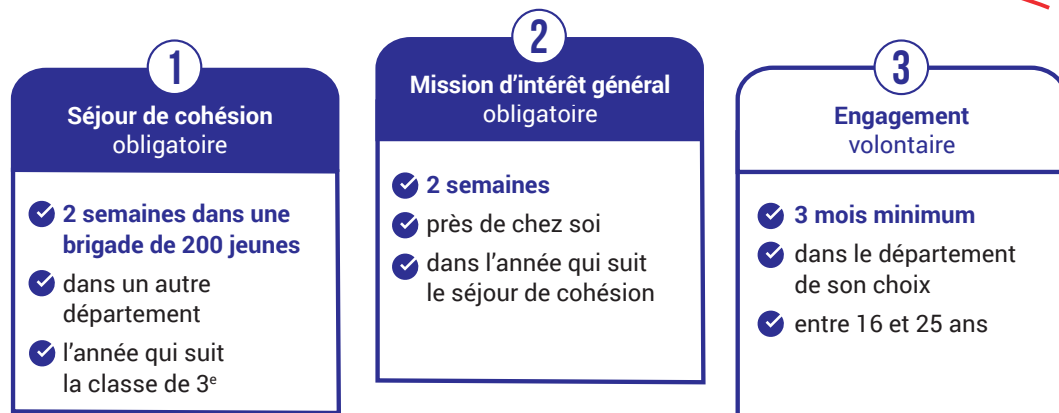 1
Séjour de cohésion
obligatoire
2 semaines dans une
brigade de 200 jeunes
dans un autre
département
l’année qui suit
la classe de 3e
2
Mission d’intérêt général
obligatoire
2 semaines
près de chez soi
dans l’année qui suit
le séjour de cohésion
3
Engagement
volontaire
3 mois minimum
dans le département
de son choix
entre 16 et 25 ans